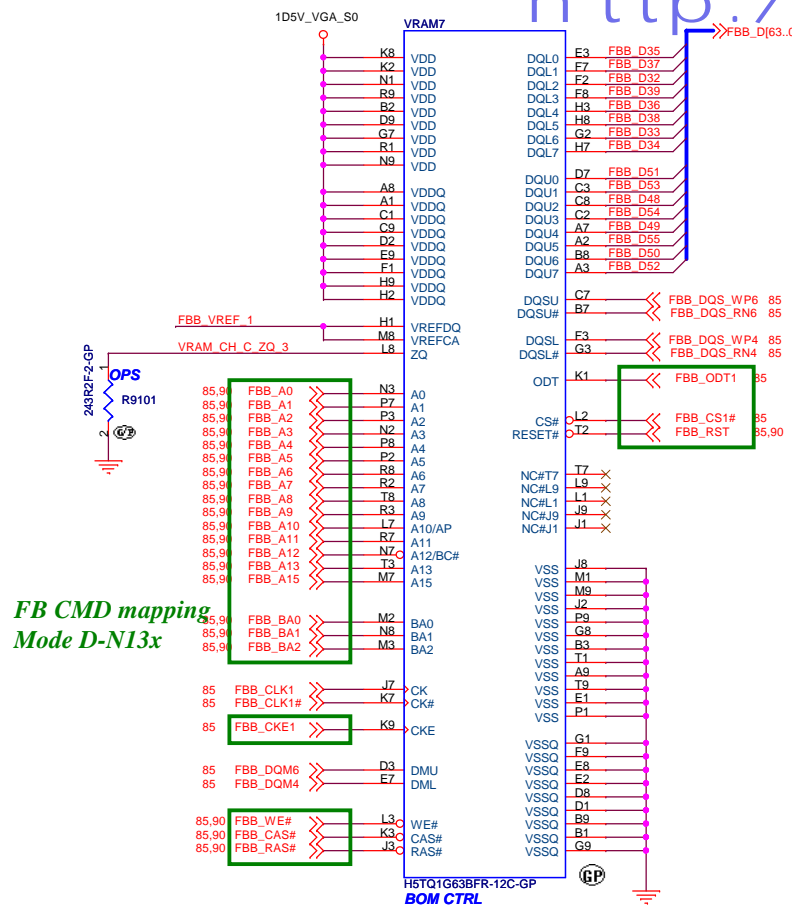 http:/
1D5V_VGA_S0
VRAM7
FBB_D[63..0
K8 VDD
K2 VDD
N1 VDD
R9 VDD
B2 VDD
D9 VDD
G7 VDD
R1 VDD
N9 VDD
A8 VDDQ
A1 VDDQ
C1 VDDQ
C9 VDDQ
D2 VDDQ
E9 VDDQ
F1 VDDQ
H9 VDDQ
H2 VDDQ
FBB_VREF_1 H1 VREFDQ
M8 VREFCA
VRAM_CH_C_ZQ_3 L8 ZQ
243R2F-2-GP
1
OPS
R9101
2
G/P
85,90 FBB_A0 N3 A0
85,90 FBB_A1 P7 A1
85,90 FBB_A2 P3 A2
85,90 FBB_A3 N2 A3
85,90 FBB_A4 P8 A4
85,90 FBB_A5 P2 A5
85,90 FBB_A6 R8 A6
85,90 FBB_A7 R2 A7
85,90 FBB_A8 T8 A8
85,90 FBB_A9 R3 A9
85,90 FBB_A10 L7 A10/AP
85,90 FBB_A11 R7 A11
85,90 FBB_A12 N7 A12/BC#
85,90 FBB_A13 T3 A13
85,90 FBB_A15 M7 A15
FB CMD mapping
Mode D-N13x
85,90 FBB_BA0 M2 BA0
85,90 FBB_BA1 N8 BA1
85,90 FBB_BA2 M3 BA2
85 FBB_CLK1 J7 CK
85 FBB_CLK1# K7 CK#
85 FBB_CKE1 K9 CKE
85 FBB_DQM6 D3 DMU
85 FBB_DQM4 E7 DML
85,90 FBB_WE# L3 WE#
85,90 FBB_CAS# K3 CAS#
85,90 FBB_RAS# J3 RAS#
DQL0 E3 FBB_D35
DQL1 F7 FBB_D37
DQL2 F2 FBB_D32
DQL3 F8 FBB_D39
DQL4 H3 FBB_D36
DQL5 H8 FBB_D38
DQL6 G2 FBB_D33
DQL7 H7 FBB_D34
DQU0 D7 FBB_D51
DQU1 C3 FBB_D53
DQU2 C8 FBB_D48
DQU3 C2 FBB_D54
DQU4 A7 FBB_D49
DQU5 A2 FBB_D55
DQU6 B8 FBB_D50
DQU7 A3 FBB_D52
DQSU C7 FBB_DQS_WP6 85
DQSU# B7 FBB_DQS_RN6 85
DQSL F3 FBB_DQS_WP4 85
DQSL# G3 FBB_DQS_RN4 85
ODT K1 FBB_ODT1 85
CS# L2 FBB_CS1# 85
RESET# T2 FBB_RST 85,90
NC#T7 T7
NC#L9 L9
NC#L1 L1
NC#J9 J9
NC#J1 J1
VSS J8
VSS M1
VSS M9
VSS J2
VSS P9
VSS G8
VSS B3
VSS T1
VSS A9
VSS T9
VSS E1
VSS P1
VSSQ G1
VSSQ F9
VSSQ E8
VSSQ E2
VSSQ D8
VSSQ D1
VSSQ B9
VSSQ B1
VSSQ G9
H5TQ1G63BFR-12C-GP
GP
BOM CTRL